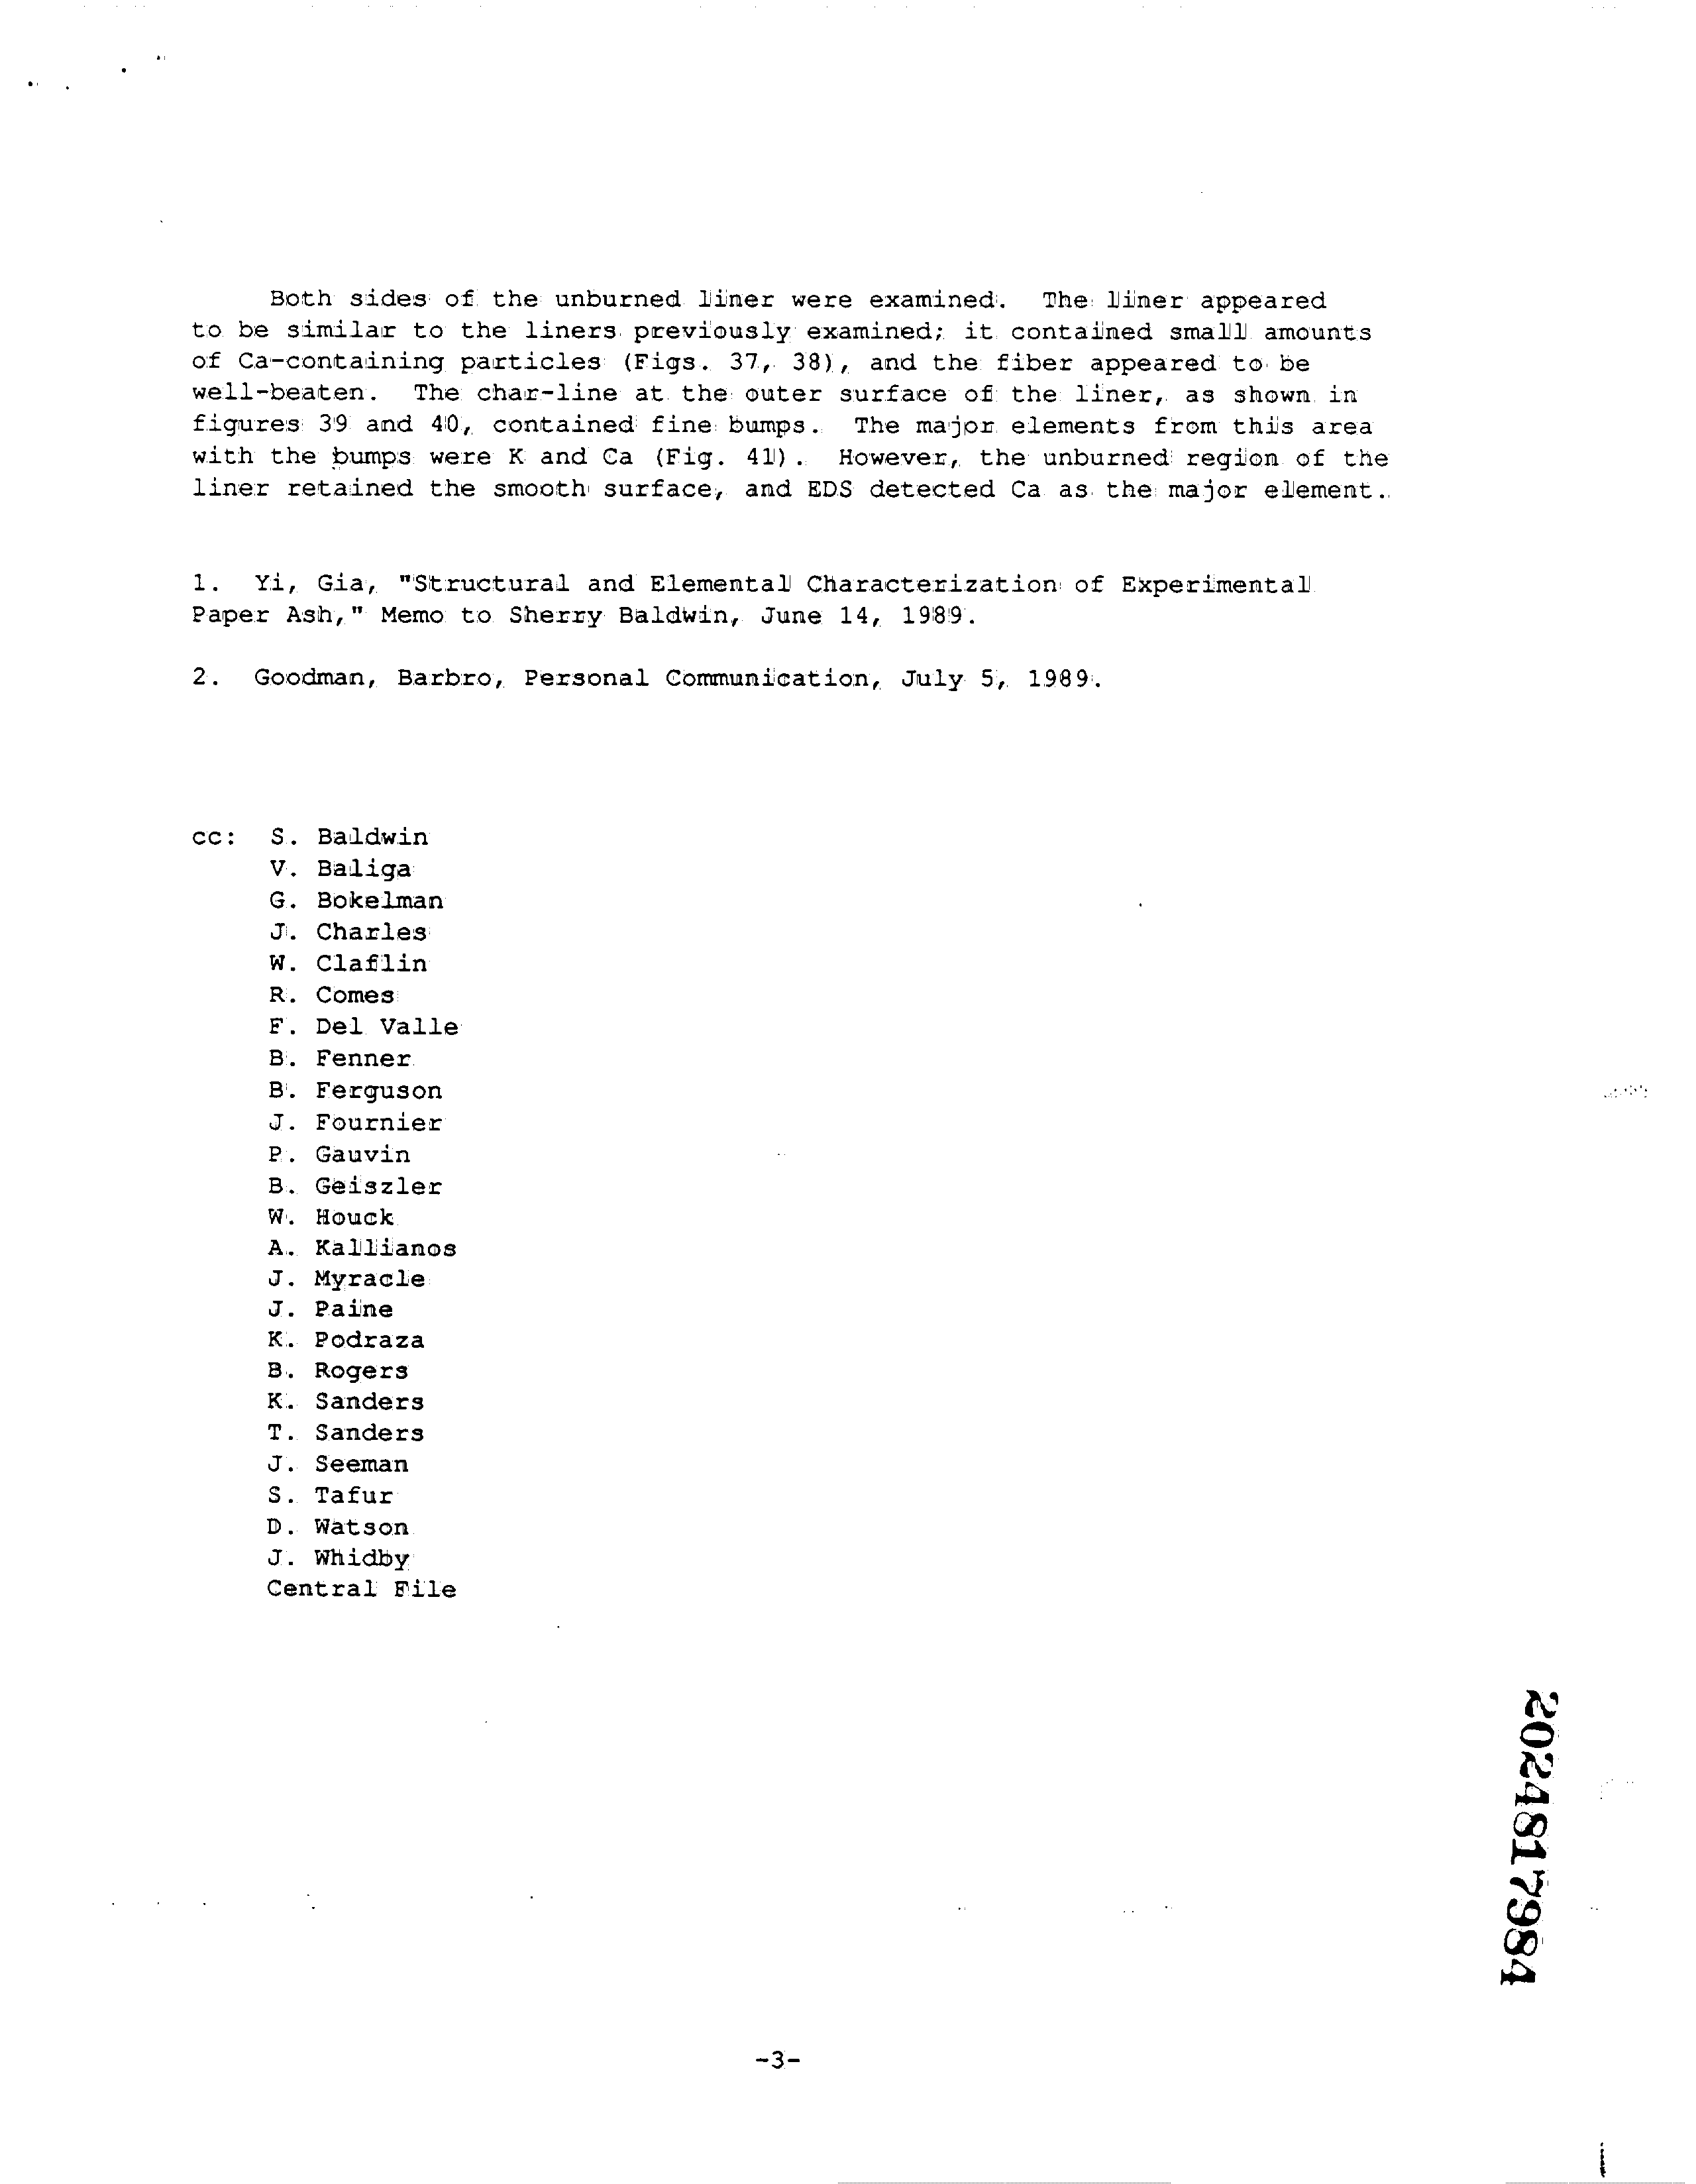 Both sides of the unburned liner were examined. The liner appeared
to be similar to the liners previously examined; it contained small amounts
of Ca-containing particles (Figs. 37, 38), and the fiber appeared to be
well-beaten. The char-line at the outer surface of the liner, as shown in
figures 39 and 40, contained fine bumps. The major elements from this area
with the bumps were K and Ca (Fig. 41). However, the unburned region of the
liner retained the smooth surface, and EDS detected Ca as the major element.
1. Yi, Gia, "Structural and Elemental Characterization of Experimental
Paper Ash," Memo to Sherry Baldwin, June 14, 1989.
2. Goodman, Barbro, Personal Communication, July 5, 1989.
cc: S. Baldwin
V. Baliga
G. Bokelman
J. Charles
W. Claflin
R. Comes
F. Del Valle
B. Fenner
B. Ferguson
J. Fournier
P. Gauvin
B. Geiszler
W. Houck
A. Kallianos
J. Myracle
J. Paine
K. Podraza
B. Rogers
K. Sanders
T. Sanders
J. Seeman
S. Tafur
D. Watson
J. Whidby
Central File
2024817984
-3-